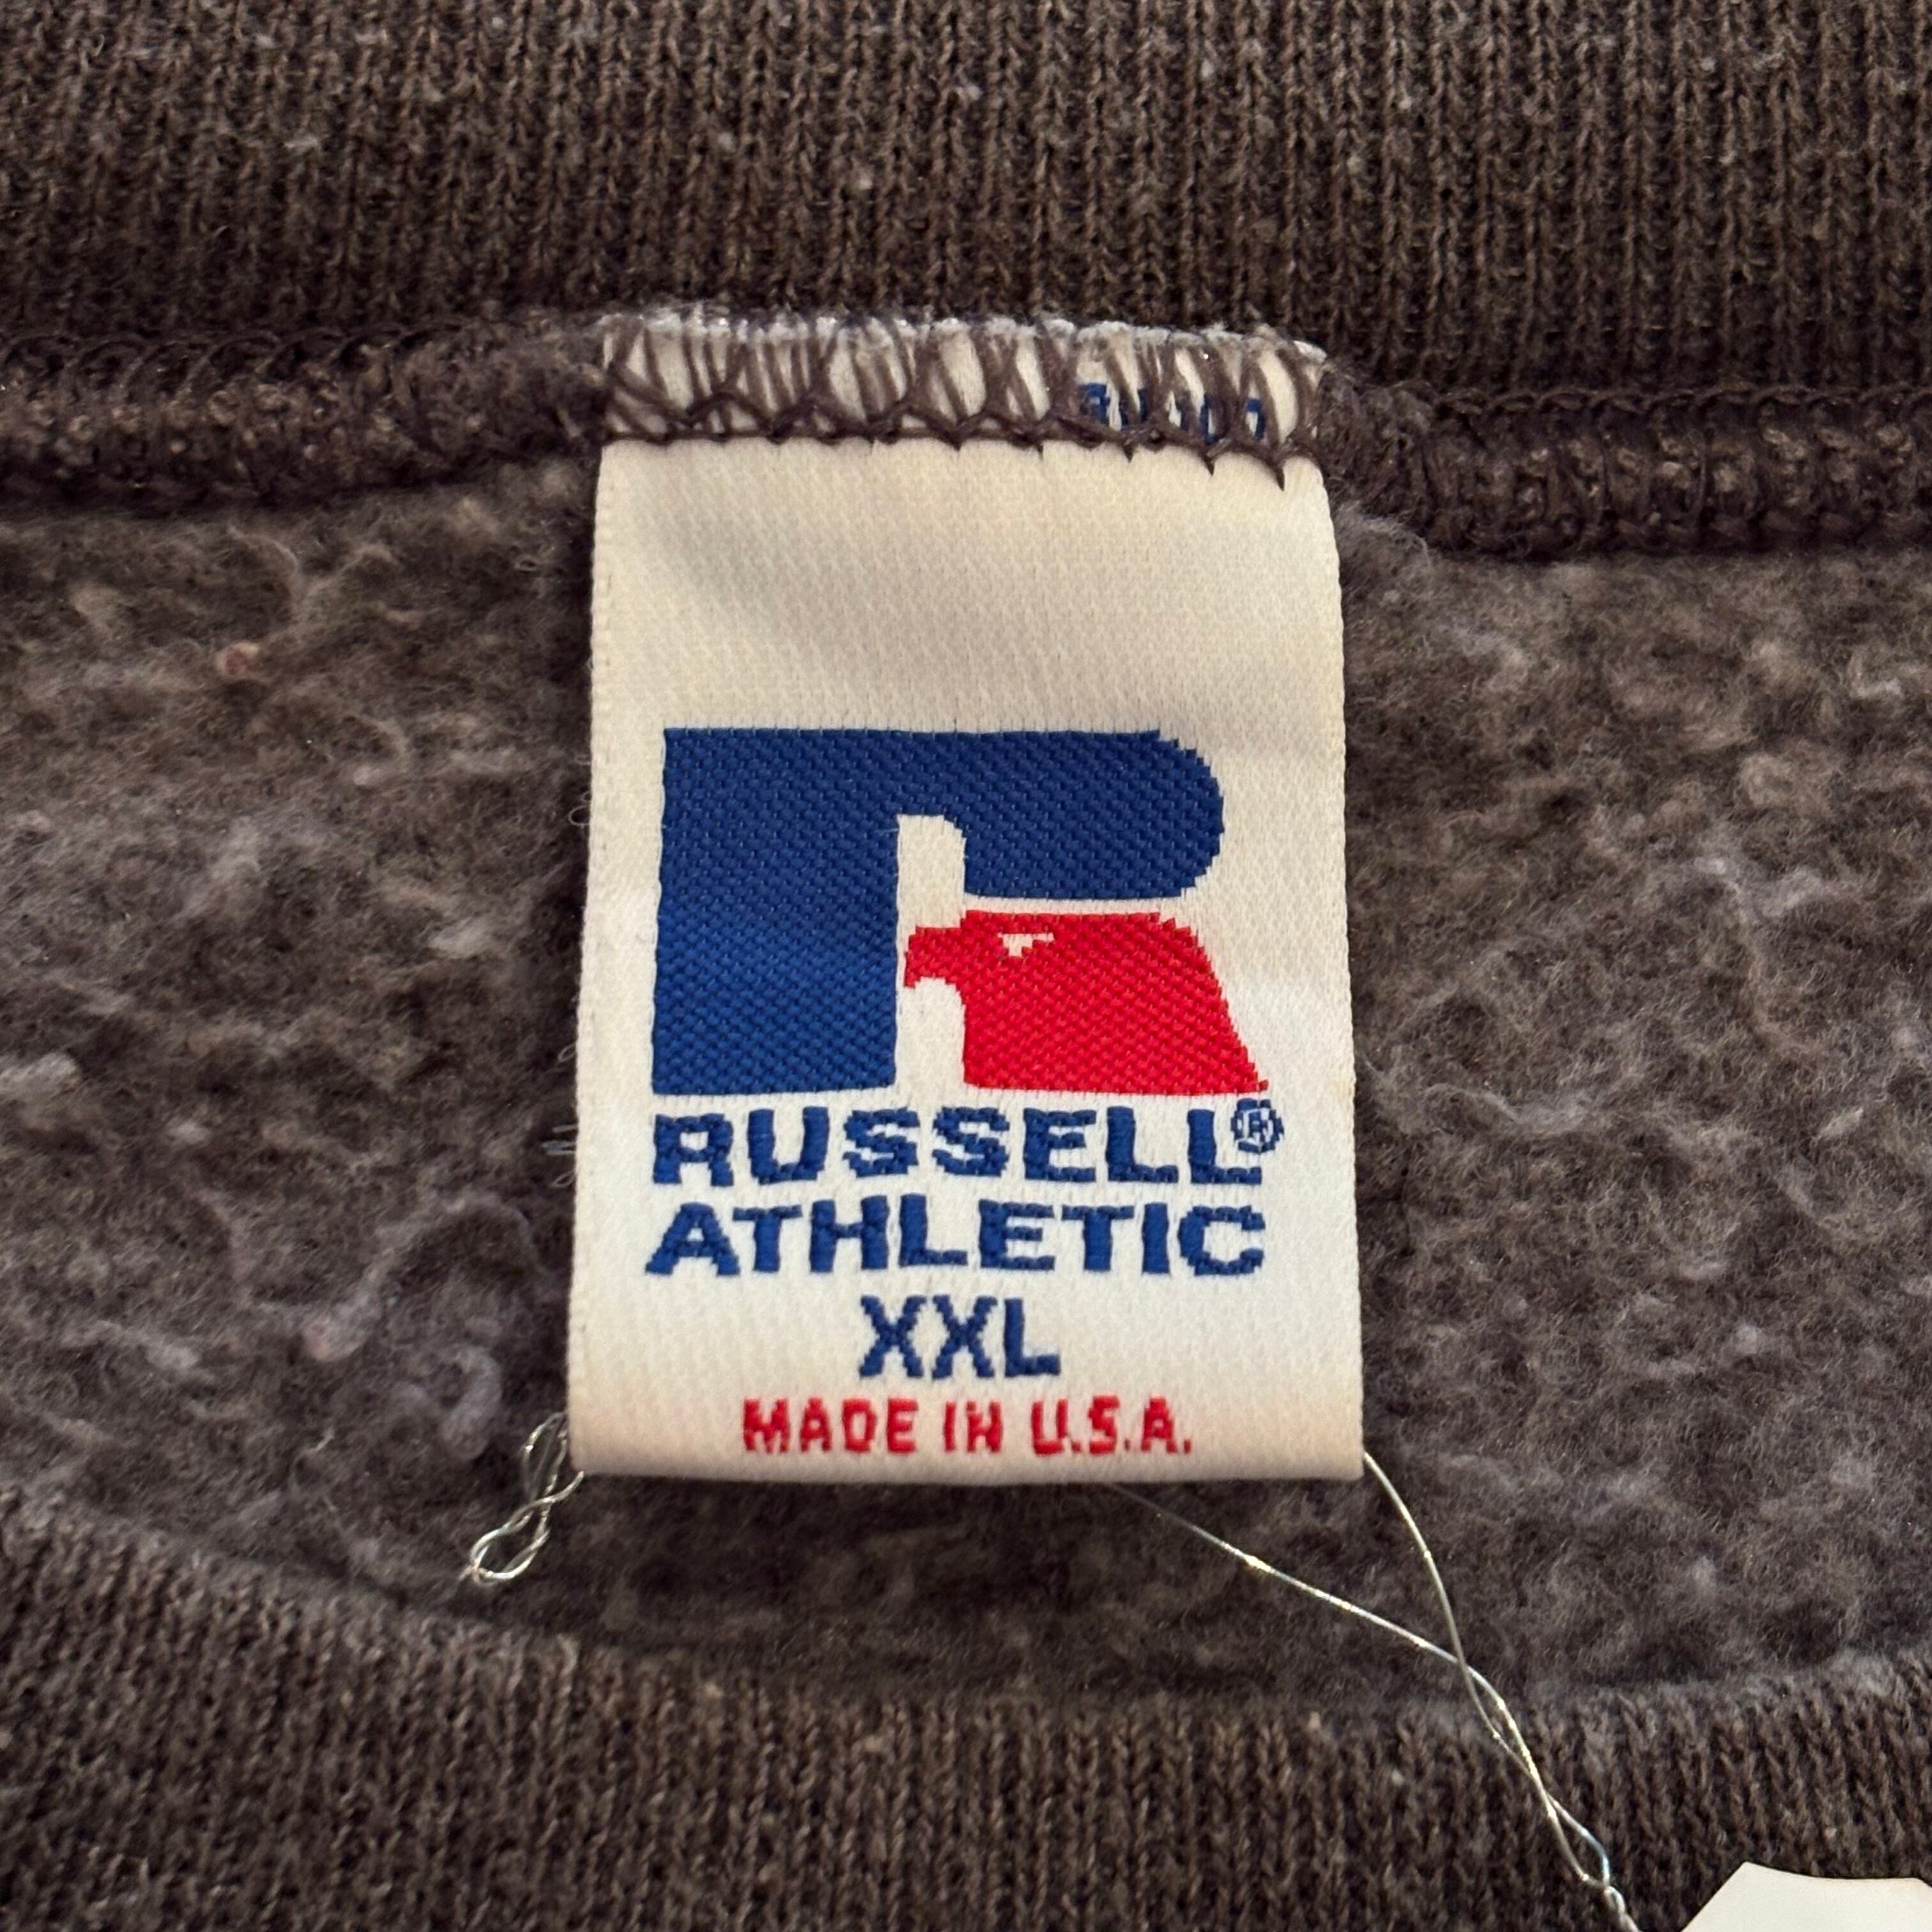 RUSSELL®
ATHLETIC
XXL
MADE IN U.S.A.